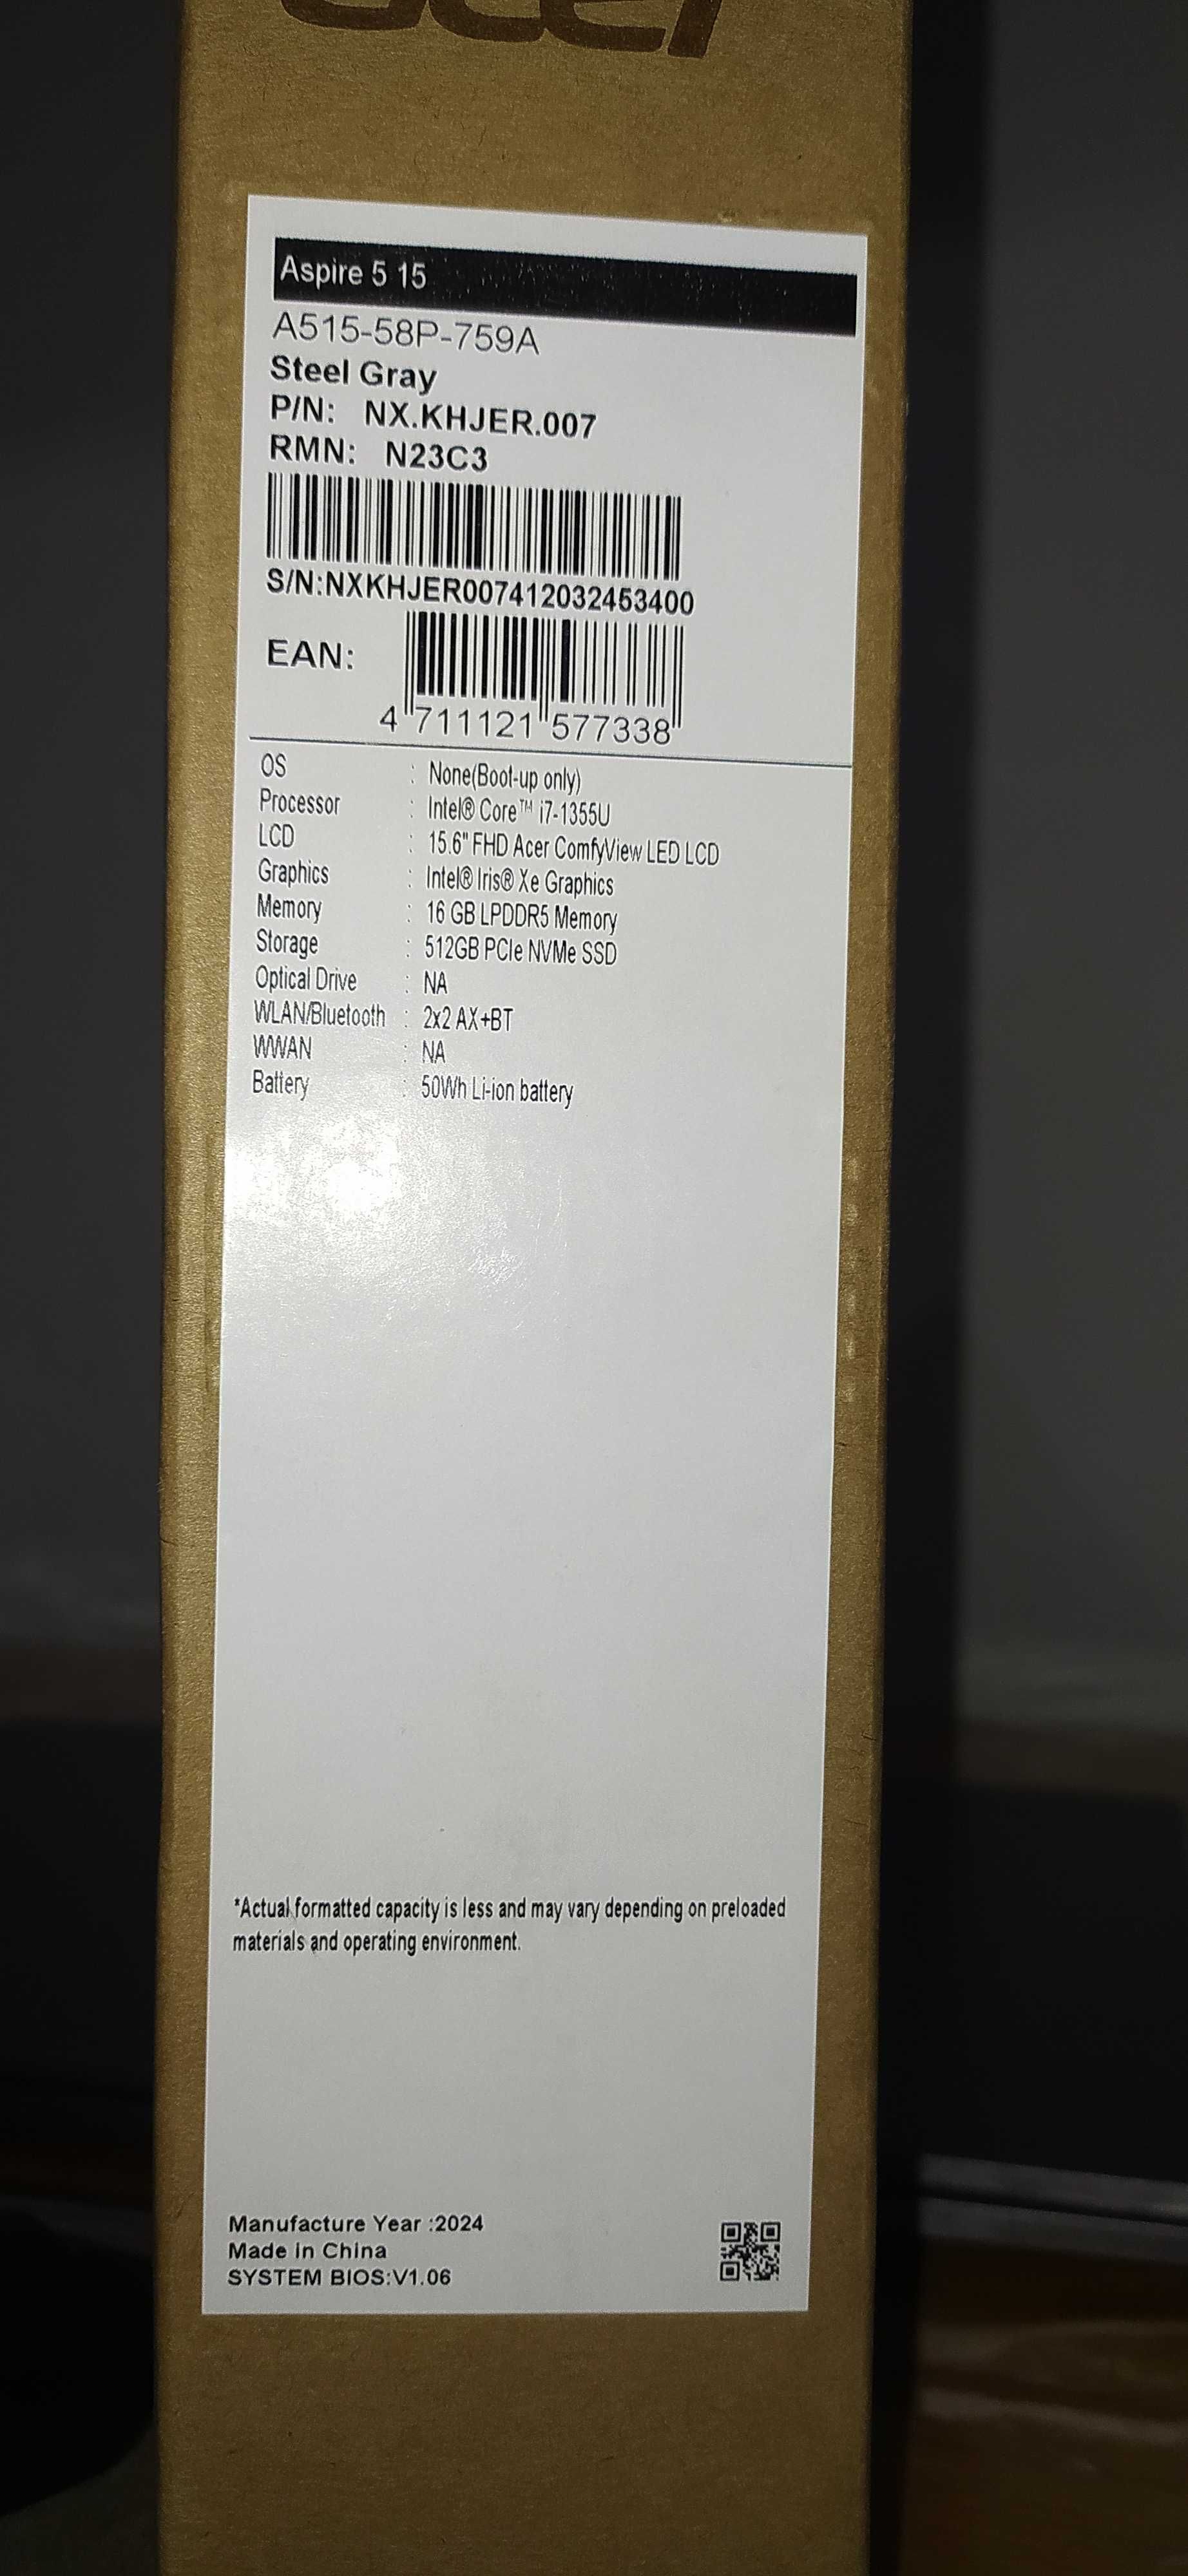 acer
Aspire 5 15
A515-58P-759A
Steel Gray
P/N: NX.KHJER.007
RMN: N23C3
S/N:NXKHJER007412032453400
EAN:
4 711121 577338
OS : None(Boot-up only)
Processor : Intel® Core™ i7-1355U
LCD : 15.6" FHD Acer ComfyView LED LCD
Graphics : Intel® Iris® Xe Graphics
Memory : 16 GB LPDDR5 Memory
Storage : 512GB PCIe NVMe SSD
Optical Drive : NA
WLAN/Bluetooth : 2x2 AX+BT
WWAN : NA
Battery : 50Wh Li-ion battery
*Actual formatted capacity is less and may vary depending on preloaded
materials and operating environment.
Manufacture Year :2024
Made in China
SYSTEM BIOS:V1.06